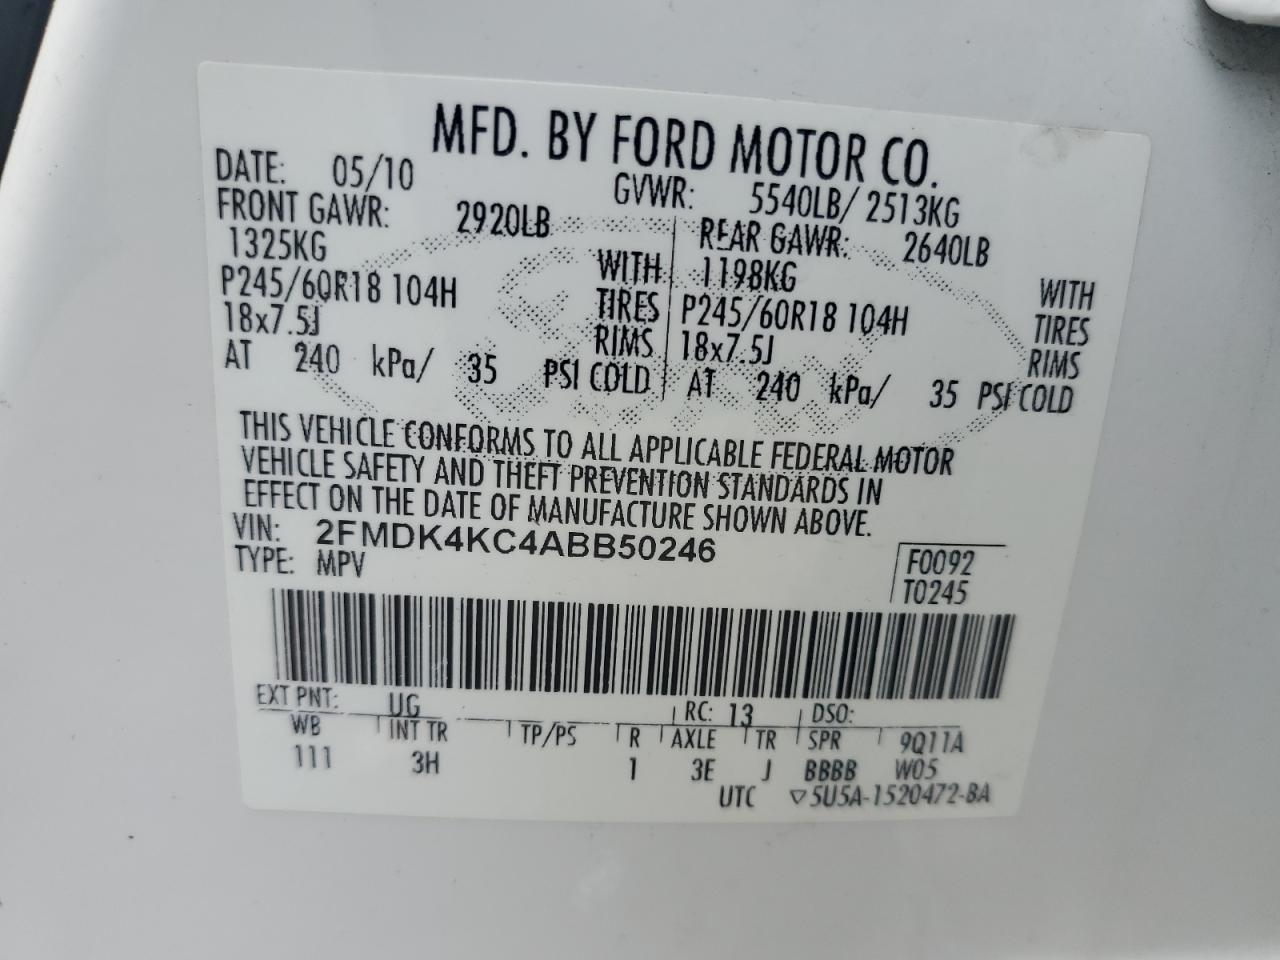 MFD. BY FORD MOTOR CO.
DATE: 05/10 GVWR: 5540LB/ 2513KG
FRONT GAWR: 2920LB REAR GAWR: 2640LB
1325KG WITH 1198KG WITH
P245/60R18 104H TIRES P245/60R18 104H TIRES
18x7.5J RIMS 18x7.5J RIMS
AT 240 kPa/ 35 PSI COLD AT 240 kPa/ 35 PSI COLD
THIS VEHICLE CONFORMS TO ALL APPLICABLE FEDERAL MOTOR
VEHICLE SAFETY AND THEFT PREVENTION STANDARDS IN
EFFECT ON THE DATE OF MANUFACTURE SHOWN ABOVE.
VIN: 2FMDK4KC4ABB50246
TYPE: MPV F0092
T0245
EXT PNT: UG RC: 13 DSO:
WB INT TR TP/PS R AXLE TR SPR 9Q11A
111 3H 1 3E J BBBB W05
UTC ▽5U5A-1520472-BA